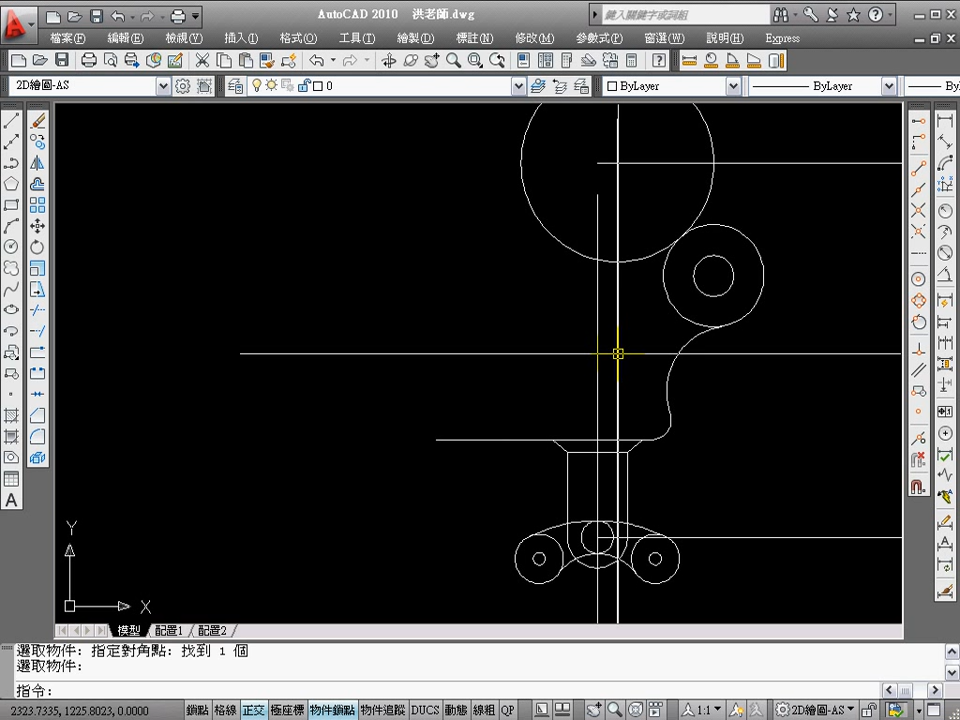 AutoCAD 2010 洪老師.dwg
鍵入關鍵字或詞組
檔案(F) 編輯(E) 檢視(V) 插入(I) 格式(O) 工具(T) 繪製(D) 標註(N) 修改(M) 參數式(P) 窗選(W) 說明(H) Express
2D繪圖-AS
0
ByLayer
ByLayer
By
Y
X
模型 配置1 配置2
選取物件: 指定對角點: 找到 1 個
選取物件:
指令:
2323.7335, 1225.8023, 0.0000 鎖點 格線 正交 極座標 物件鎖點 物件追蹤 DUCS 動態 線粗 QP 1:1 2D繪圖-AS